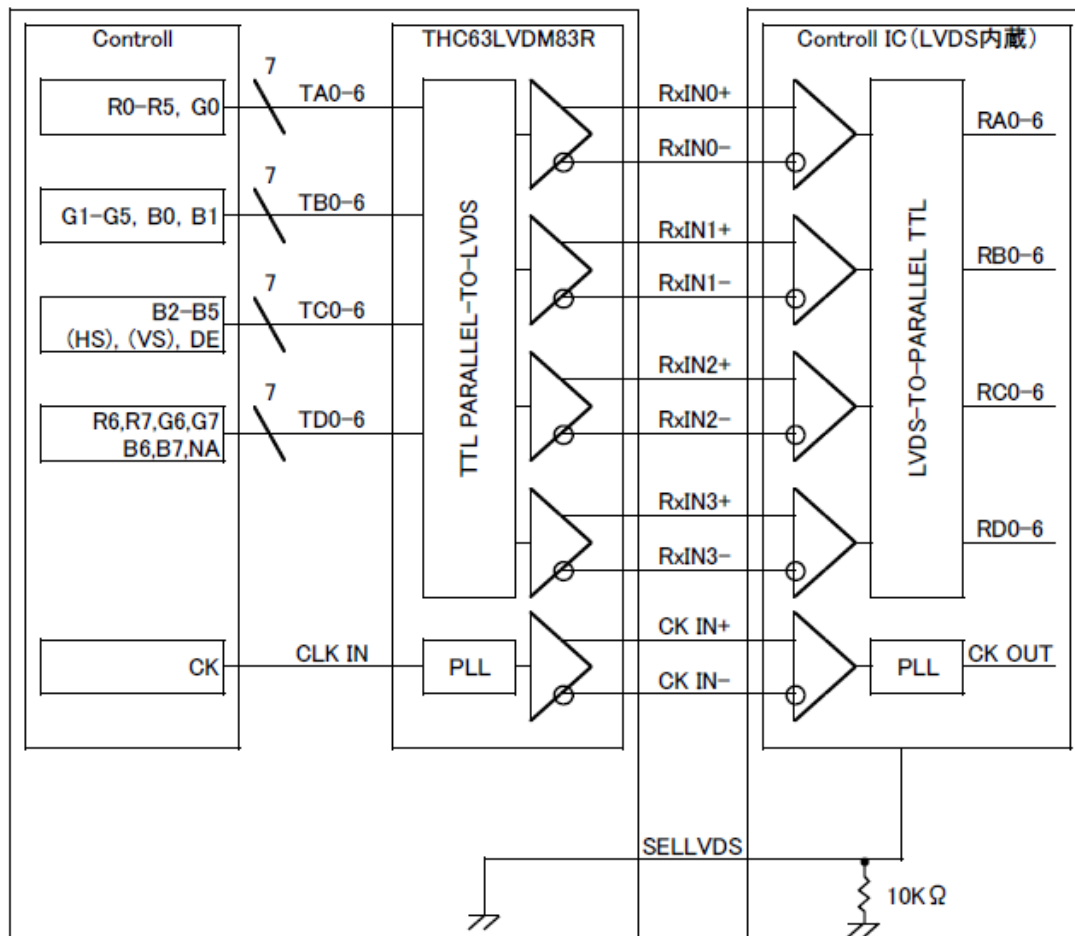 Controll
THC63LVDM83R
Controll IC(LVDS内蔵)
7
R0-R5, G0
TA0-6
RxIN0+
RxIN0-
RA0-6
7
G1-G5, B0, B1
TB0-6
RxIN1+
RxIN1-
RB0-6
7
B2-B5
(HS), (VS), DE
TC0-6
RxIN2+
RxIN2-
RC0-6
7
R6,R7,G6,G7
B6,B7,NA
TD0-6
RxIN3+
RxIN3-
RD0-6
TTL PARALLEL-TO-LVDS
LVDS-TO-PARALLEL TTL
CK
CLK IN
PLL
CK IN+
CK IN-
PLL
CK OUT
SELLVDS
10KΩ